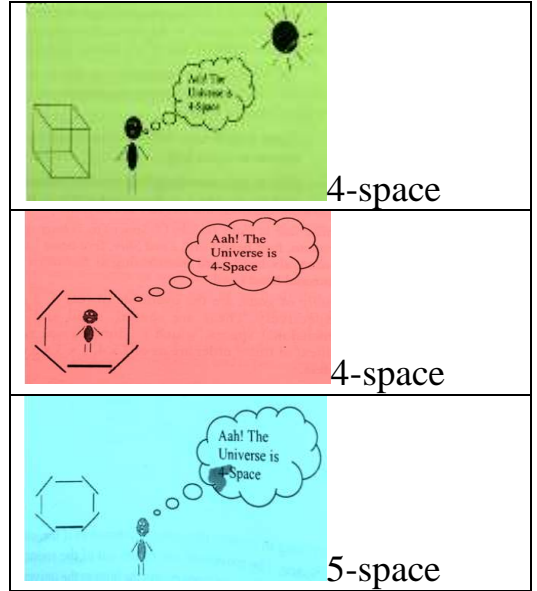 Aah! The
Universe is
4-Space
4-space
Aah! The
Universe is
4-Space
4-space
Aah! The
Universe is
4-Space
5-space